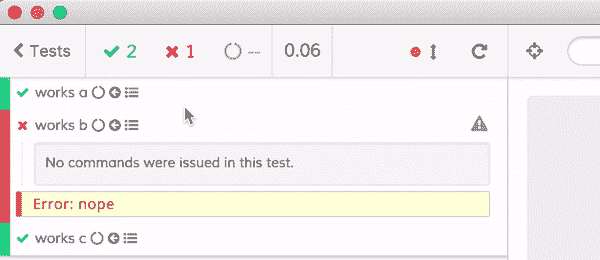 Tests 2 1 -- 0.06
works a
works b
No commands were issued in this test.
Error: nope
works c